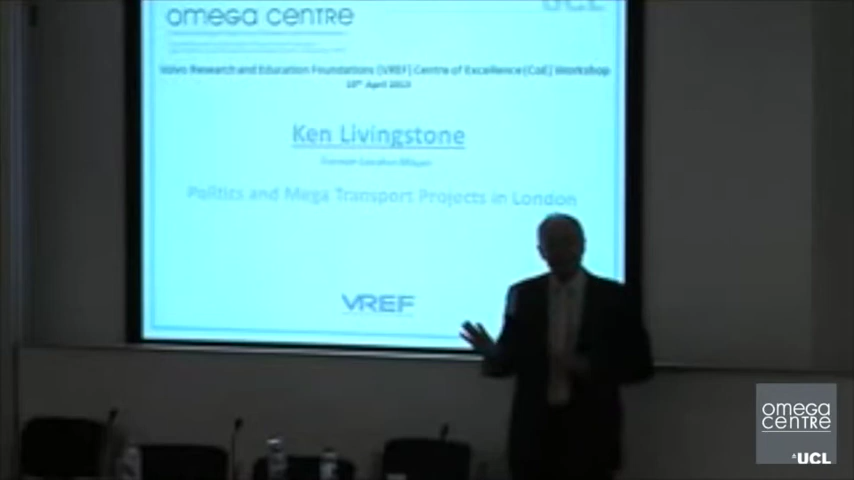 omega centre
UCL
Volvo Research and Education Foundations (VREF) Centre of Excellence (CoE) Workshop
April 2013
Ken Livingstone
Former London Mayor
Politics and Mega Transport Projects in London
VREF
omega
centre
UCL